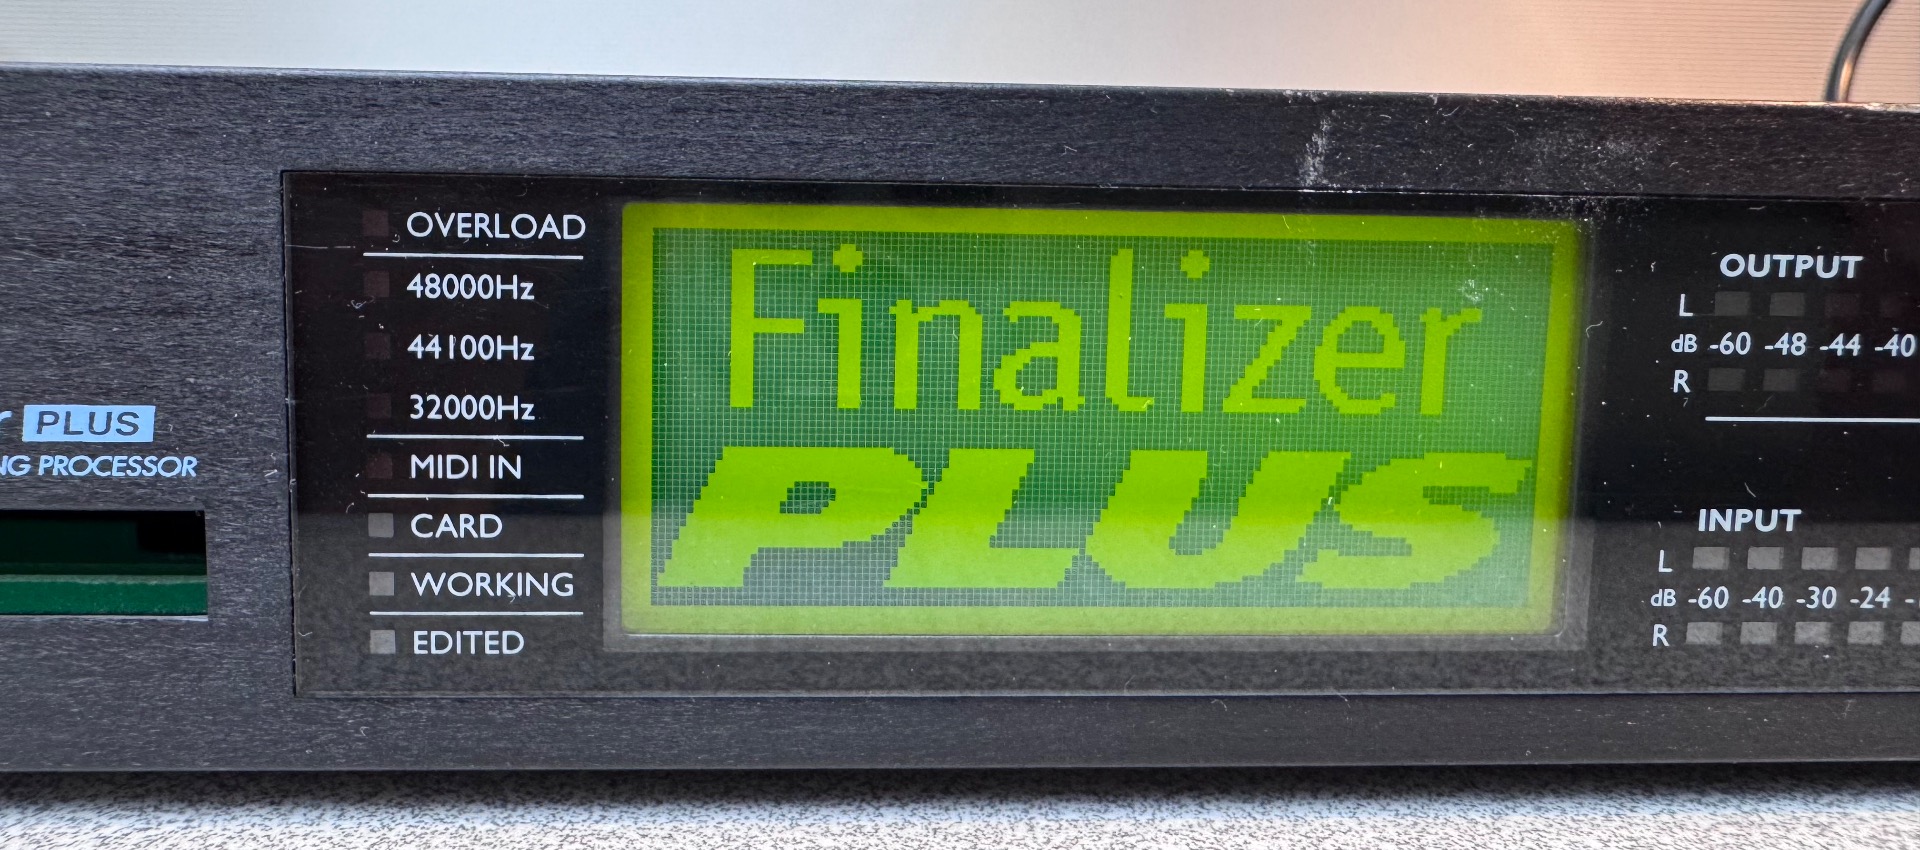 PLUS
NG PROCESSOR
OVERLOAD
48000Hz
44100Hz
32000Hz
MIDI IN
CARD
WORKING
EDITED
Finalizer
PLUS
OUTPUT
L
dB -60 -48 -44 -40
R
INPUT
L
dB -60 -40 -30 -24
R